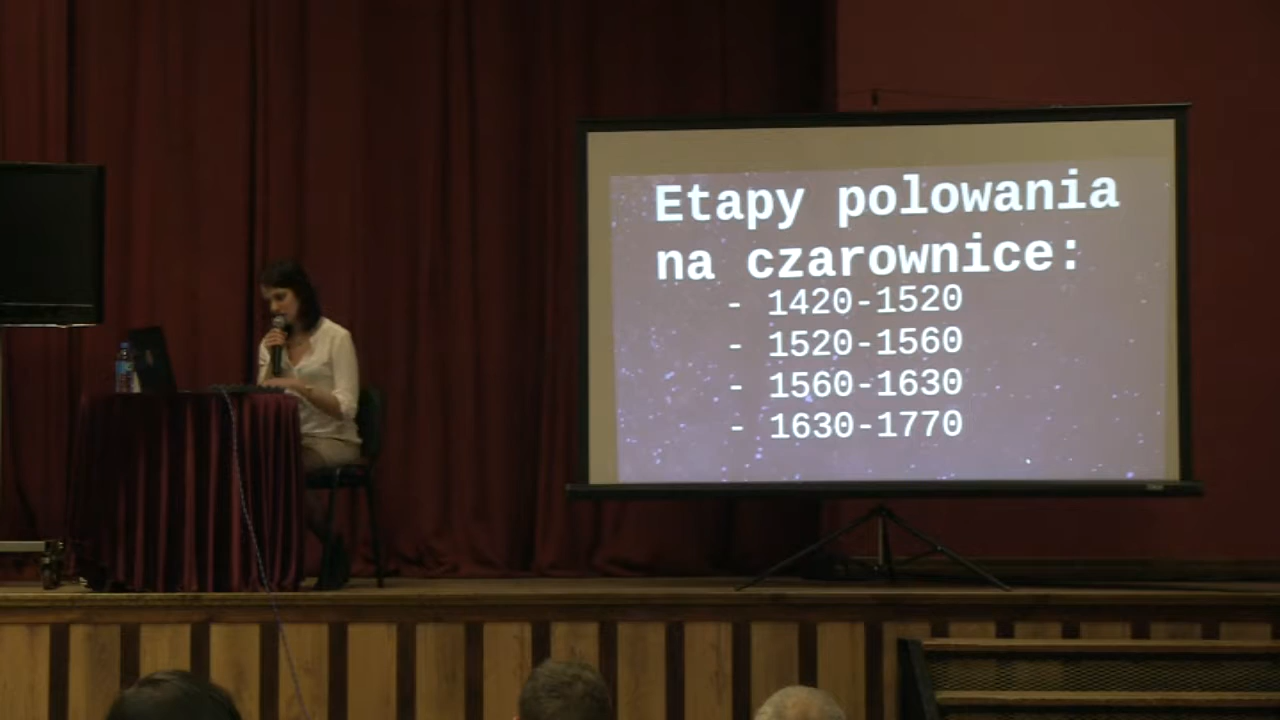 Etapy polowania
na czarownice:
- 1420-1520
- 1520-1560
- 1560-1630
- 1630-1770